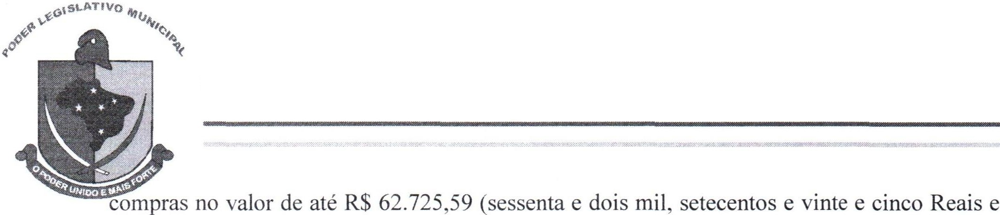 PODER LEGISLATIVO MUNICIPAL
O PODER UNIDO E MAIS FORTE
compras no valor de até R$ 62.725,59 (sessenta e dois mil, setecentos e vinte e cinco Reais e